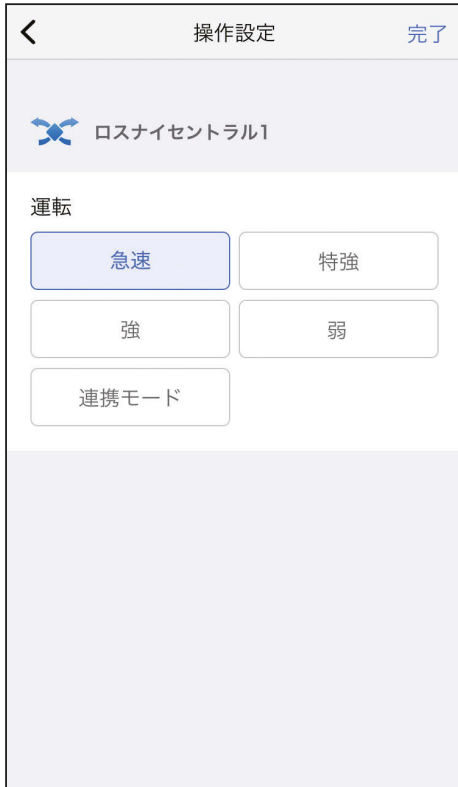 操作設定 完了
ロスナイセントラル1
運転
急速 特強
強 弱
連携モード